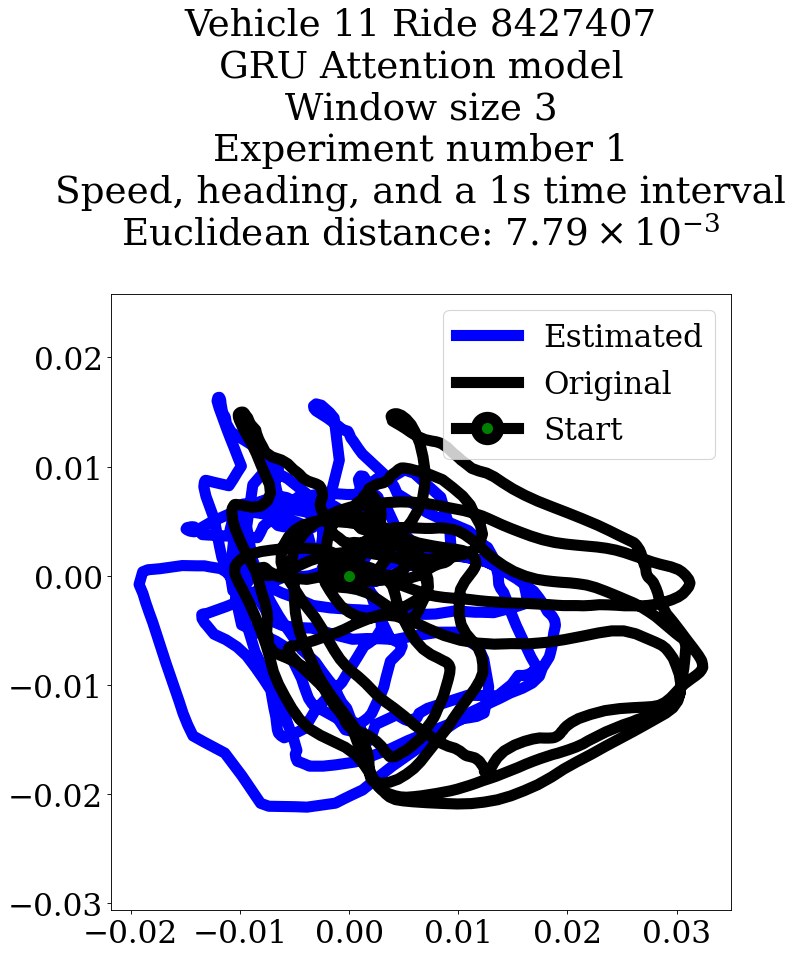 Vehicle 11 Ride 8427407
GRU Attention model
Window size 3
Experiment number 1
Speed, heading, and a 1s time interval
Euclidean distance: 7.79 × 10⁻³
Estimated
Original
Start
0.02
0.01
0.00
−0.01
−0.02
−0.03
−0.02 −0.01 0.00 0.01 0.02 0.03